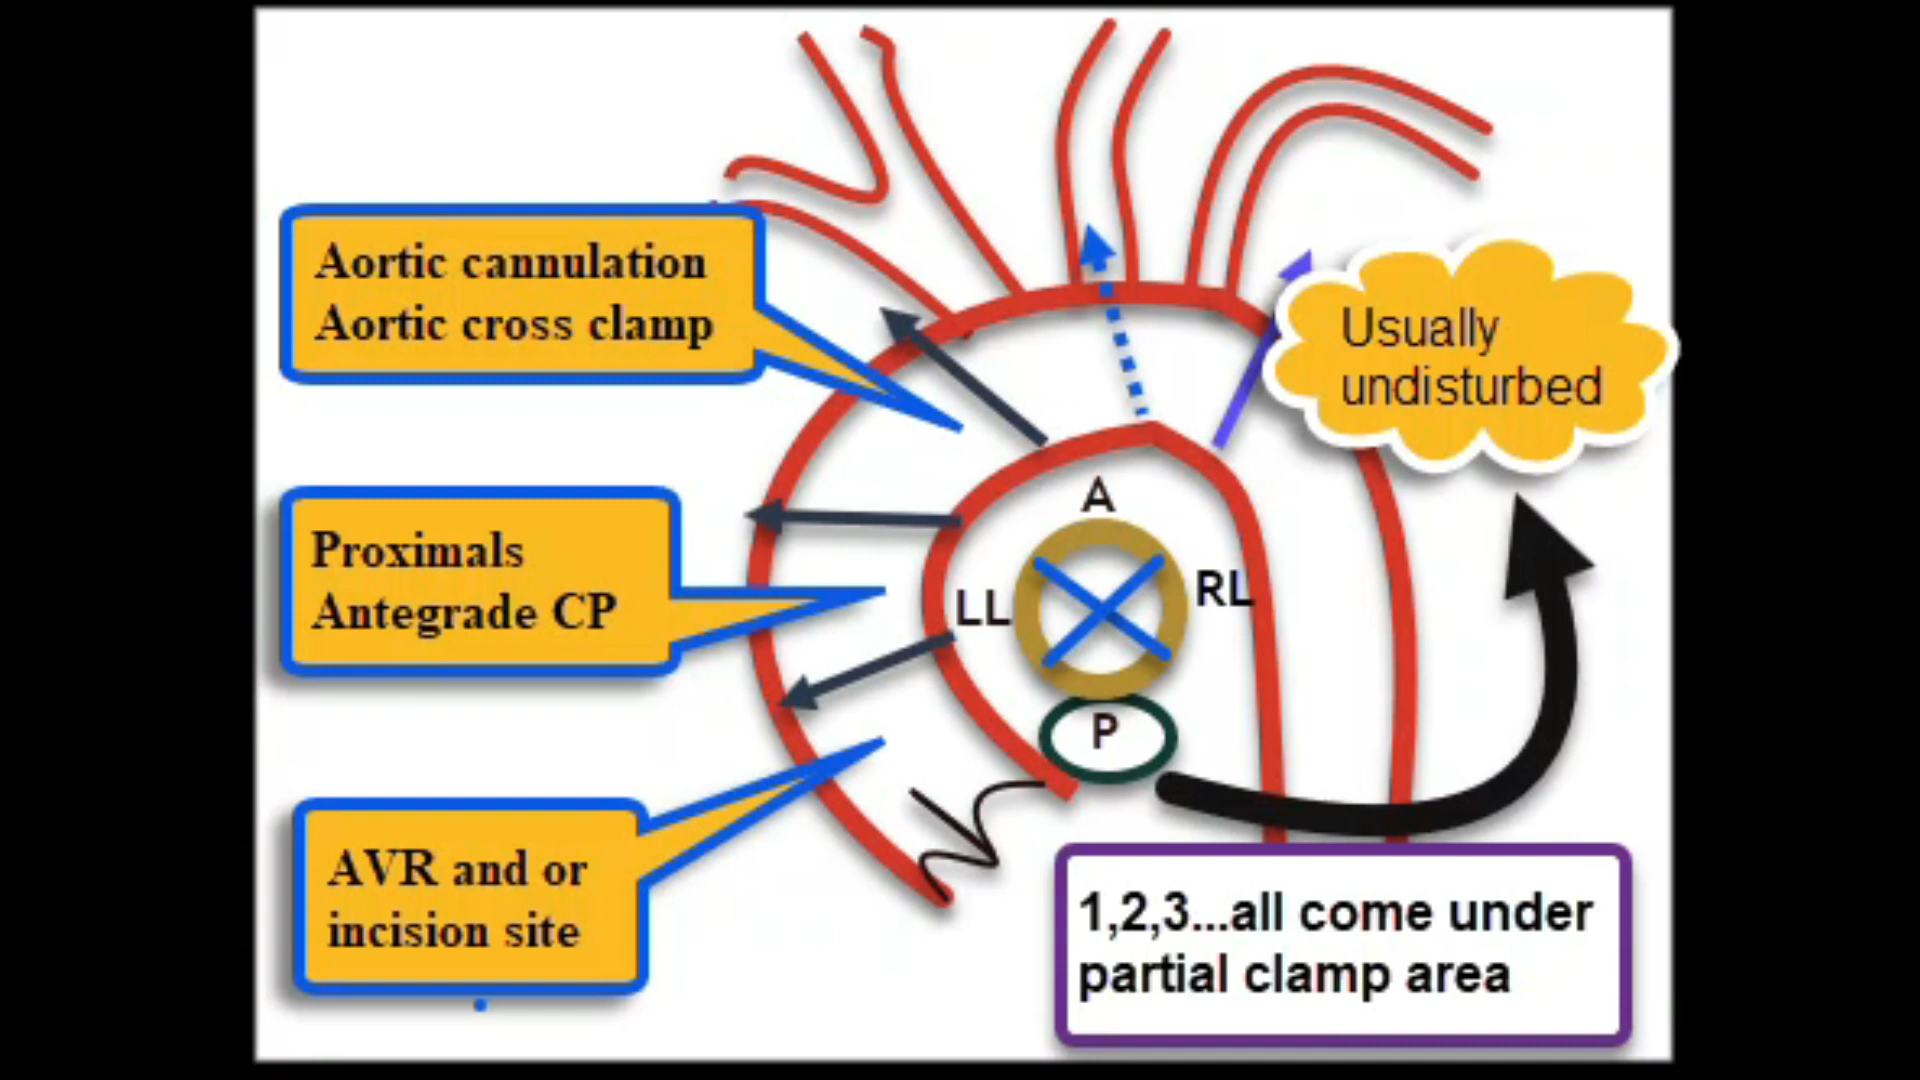 Aortic cannulation
Aortic cross clamp
Usually
undisturbed
A
Proximals
Antegrade CP
LL
RL
P
AVR and or
incision site
1,2,3...all come under
partial clamp area